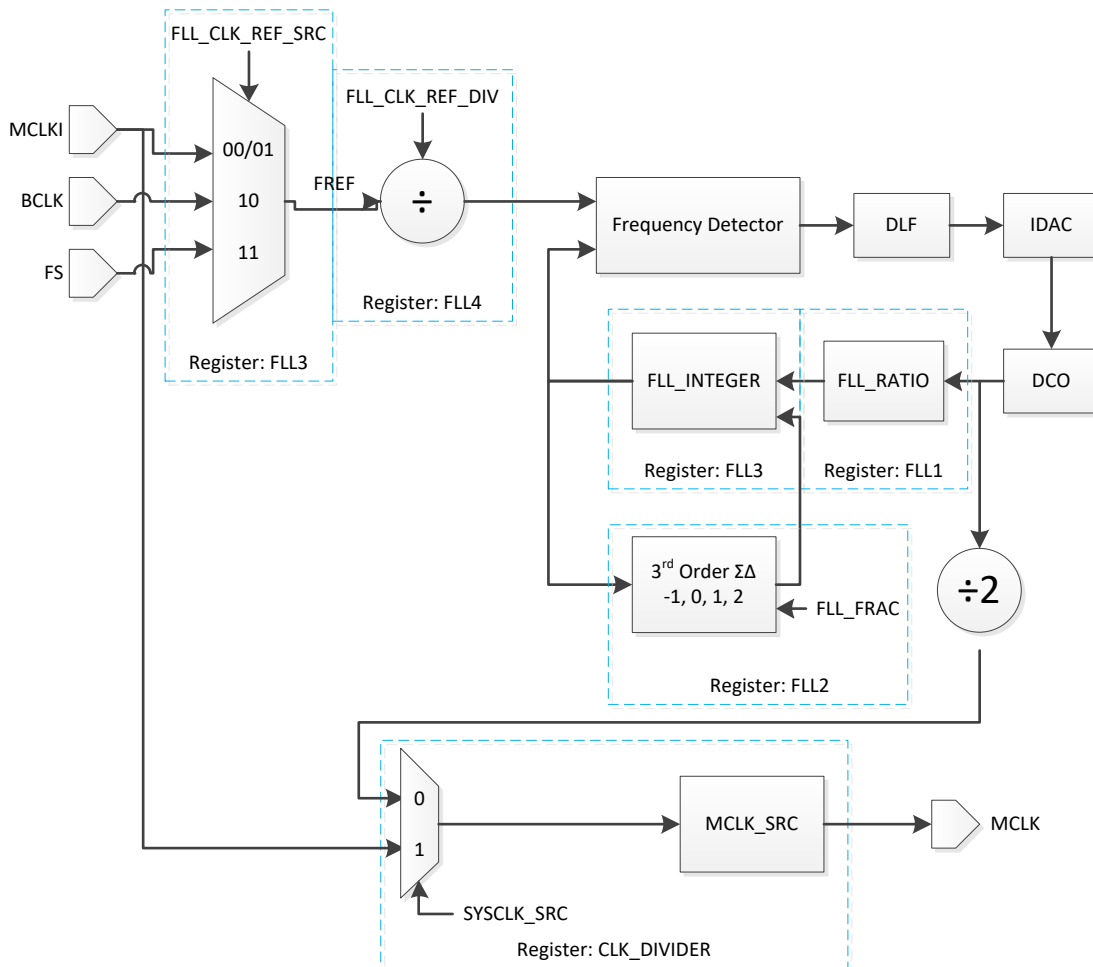 FLL_CLK_REF_SRC
FLL_CLK_REF_DIV
MCLKI
00/01
BCLK
10
FREF
÷
Frequency Detector
DLF
IDAC
FS
11
Register: FLL4
Register: FLL3
FLL_INTEGER
FLL_RATIO
DCO
Register: FLL3
Register: FLL1
3rd Order ΣΔ
-1, 0, 1, 2
FLL_FRAC
÷2
Register: FLL2
0
1
MCLK_SRC
MCLK
SYSCLK_SRC
Register: CLK_DIVIDER